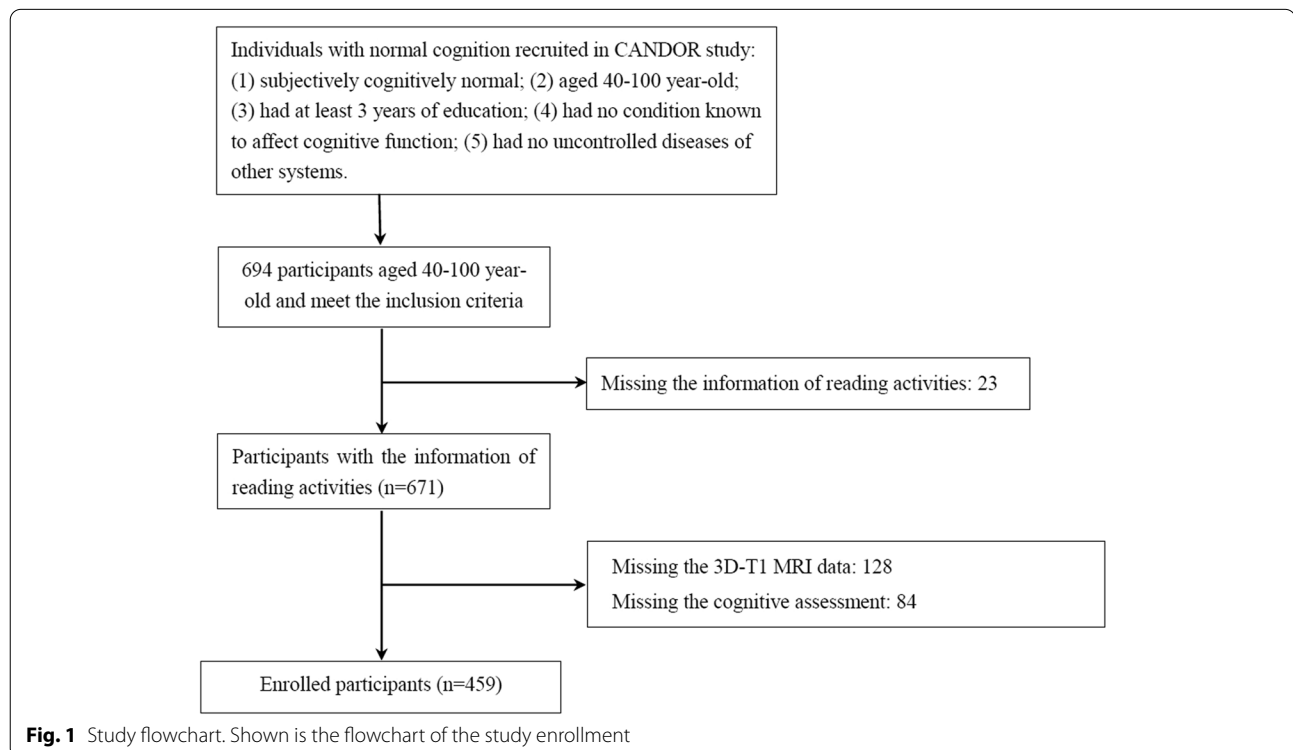 Individuals with normal cognition recruited in CANDOR study:
(1) subjectively cognitively normal; (2) aged 40-100 year-old;
(3) had at least 3 years of education; (4) had no condition known
to affect cognitive function; (5) had no uncontrolled diseases of
other systems.
694 participants aged 40-100 year-
old and meet the inclusion criteria
Missing the information of reading activities: 23
Participants with the information of
reading activities (n=671)
Missing the 3D-T1 MRI data: 128
Missing the cognitive assessment: 84
Enrolled participants (n=459)
Fig. 1 Study flowchart. Shown is the flowchart of the study enrollment